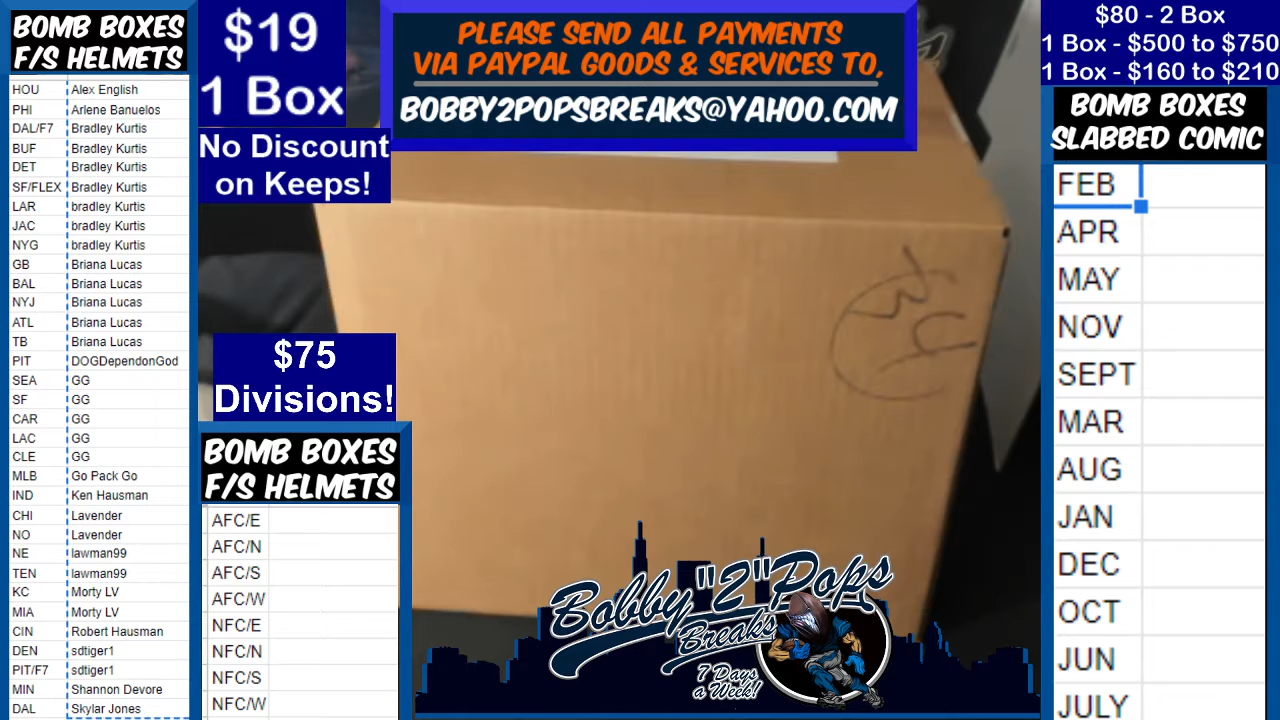 BOMB BOXES
F/S HELMETS
HOU Alex English
PHI Arlene Banuelos
DAL/F7 Bradley Kurtis
BUF Bradley Kurtis
DET Bradley Kurtis
SF/FLEX Bradley Kurtis
LAR bradley Kurtis
JAC bradley Kurtis
NYG bradley Kurtis
GB Briana Lucas
BAL Briana Lucas
NYJ Briana Lucas
ATL Briana Lucas
TB Briana Lucas
PIT DOGDependonGod
SEA GG
SF GG
CAR GG
LAC GG
CLE GG
MLB Go Pack Go
IND Ken Hausman
CHI Lavender
NO Lavender
NE lawman99
TEN lawman99
KC Morty LV
MIA Morty LV
CIN Robert Hausman
DEN sdtiger1
PIT/F7 sdtiger1
MIN Shannon Devore
DAL Skylar Jones
$19
1 Box
No Discount
on Keeps!
$75
Divisions!
BOMB BOXES
F/S HELMETS
AFC/E
AFC/N
AFC/S
AFC/W
NFC/E
NFC/N
NFC/S
NFC/W
PLEASE SEND ALL PAYMENTS
VIA PAYPAL GOODS & SERVICES TO,
BOBBY2POPSBREAKS@YAHOO.COM
Bobby "2" Pops
Breaks
7 Days
a Week!
$80 - 2 Box
1 Box - $500 to $750
1 Box - $160 to $210
BOMB BOXES
SLABBED COMIC
FEB
APR
MAY
NOV
SEPT
MAR
AUG
JAN
DEC
OCT
JUN
JULY